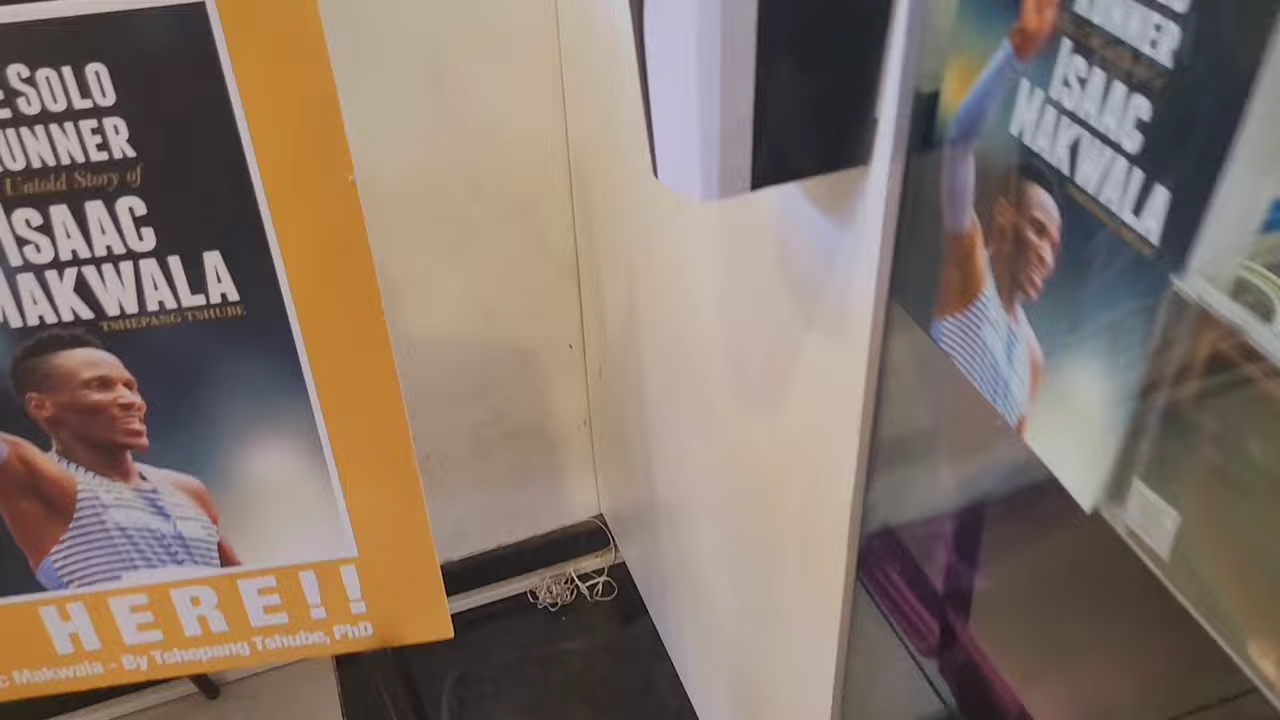 SOLO
UNNER
Untold Story of
ISAAC
MAKWALA
TSHEPANG TSHUBE
HERE!!
c Makwala - By Tshepang Tshube, PhD
NNER
ISAAC
MAKWALA